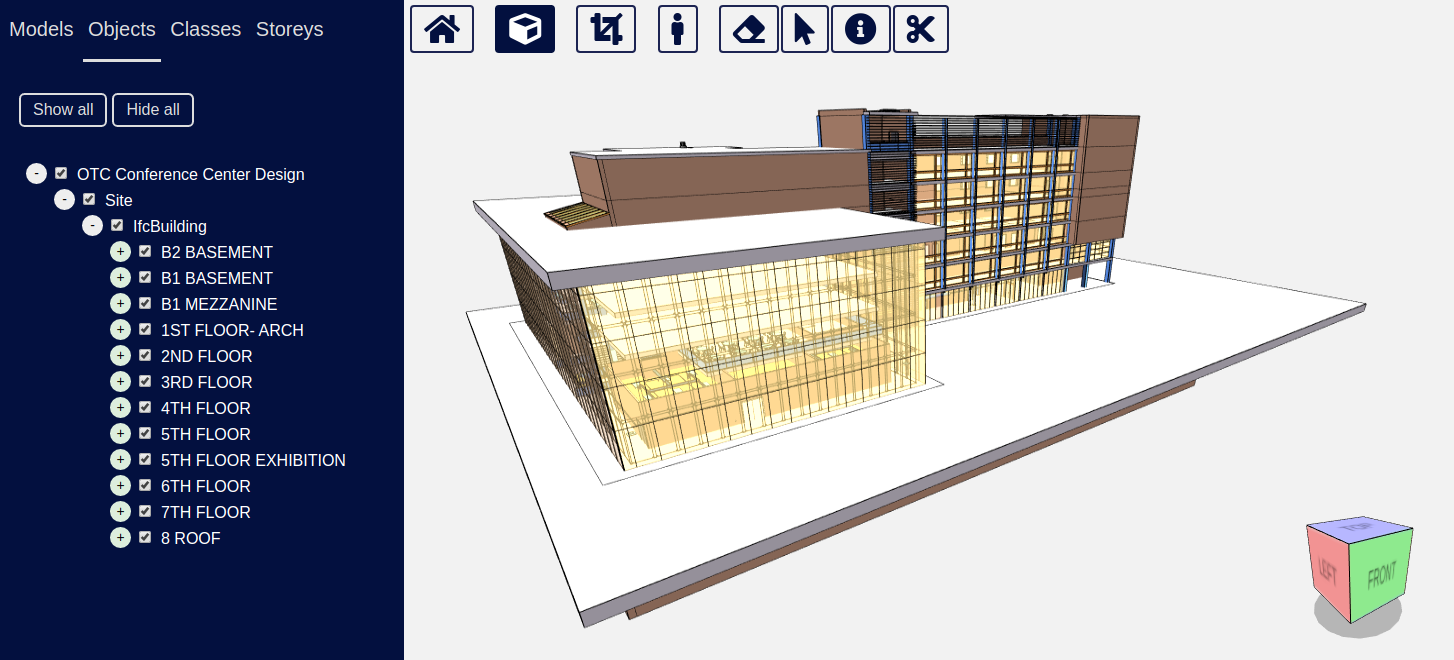 Models Objects Classes Storeys
Show all Hide all
- OTC Conference Center Design
- Site
- IfcBuilding
+ B2 BASEMENT
+ B1 BASEMENT
+ B1 MEZZANINE
+ 1ST FLOOR- ARCH
+ 2ND FLOOR
+ 3RD FLOOR
+ 4TH FLOOR
+ 5TH FLOOR
+ 5TH FLOOR EXHIBITION
+ 6TH FLOOR
+ 7TH FLOOR
+ 8 ROOF
TOP
LEFT FRONT